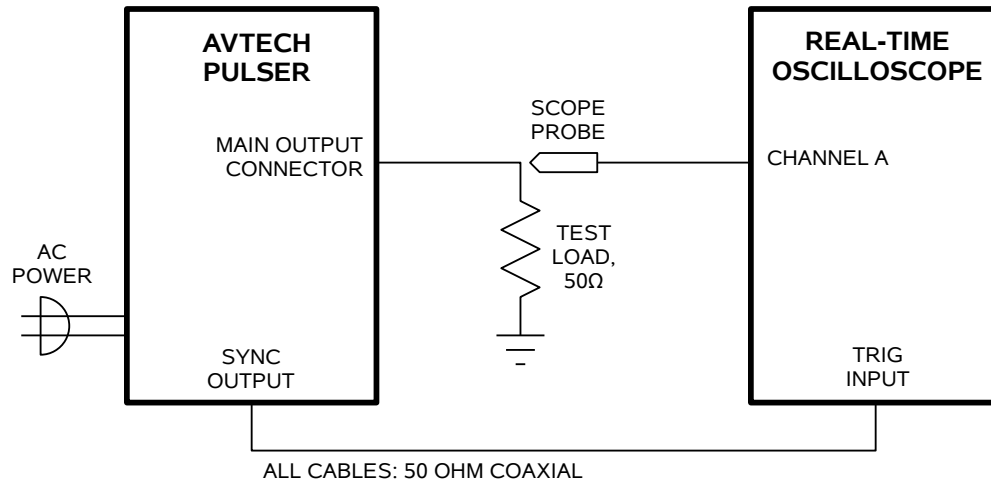 AVTECH
PULSER
MAIN OUTPUT
CONNECTOR
SYNC
OUTPUT
AC
POWER
SCOPE
PROBE
TEST
LOAD,
50Ω
REAL-TIME
OSCILLOSCOPE
CHANNEL A
TRIG
INPUT
ALL CABLES: 50 OHM COAXIAL